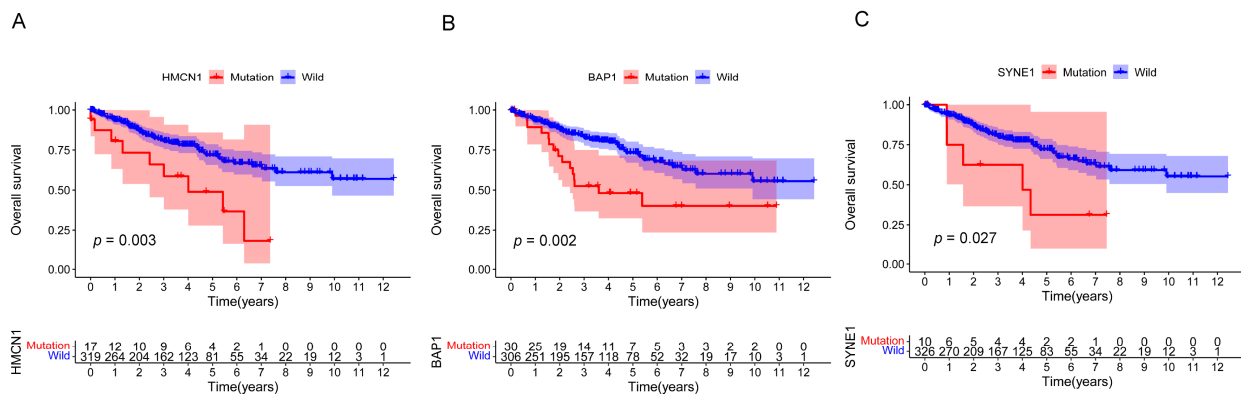 A
HMCN1 Mutation Wild
Overall survival
1.00
0.75
0.50
0.25
0.00
p = 0.003
0 1 2 3 4 5 6 7 8 9 10 11 12
Time(years)
HMCN1
Mutation 17 12 10 9 6 4 2 1 0 0 0 0 0
Wild 319 264 204 162 123 81 55 34 22 19 12 3 1
0 1 2 3 4 5 6 7 8 9 10 11 12
Time(years)
B
BAP1 Mutation Wild
Overall survival
1.00
0.75
0.50
0.25
0.00
p = 0.002
0 1 2 3 4 5 6 7 8 9 10 11 12
Time(years)
BAP1
Mutation 30 25 19 14 11 7 5 3 3 2 2 0 0
Wild 306 251 195 157 118 78 52 32 19 17 10 3 1
0 1 2 3 4 5 6 7 8 9 10 11 12
Time(years)
C
SYNE1 Mutation Wild
Overall survival
1.00
0.75
0.50
0.25
0.00
p = 0.027
0 1 2 3 4 5 6 7 8 9 10 11 12
Time(years)
SYNE1
Mutation 10 6 5 4 4 2 2 1 0 0 0 0 0
Wild 326 270 209 167 125 83 55 34 22 19 12 3 1
0 1 2 3 4 5 6 7 8 9 10 11 12
Time(years)